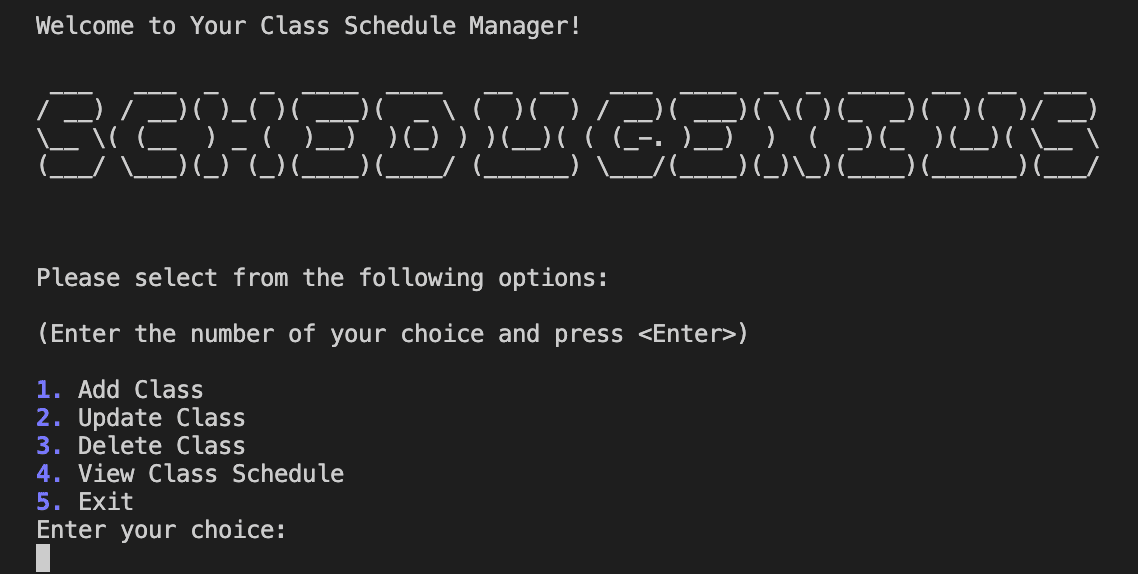 Welcome to Your Class Schedule Manager!
SCHEDUGENIUS
Please select from the following options:
(Enter the number of your choice and press <Enter>)
1. Add Class
2. Update Class
3. Delete Class
4. View Class Schedule
5. Exit
Enter your choice: